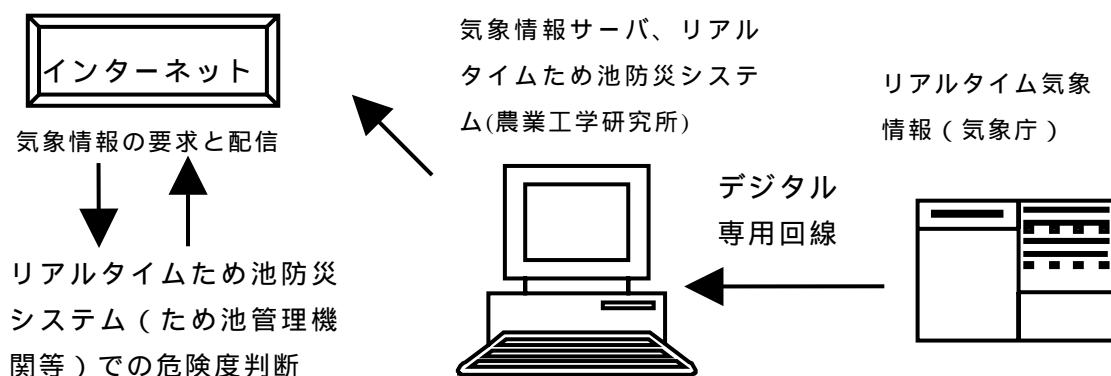 インターネット
気象情報の要求と配信
リアルタイムため池防災
システム（ため池管理機
関等）での危険度判断
気象情報サーバ、リアル
タイムため池防災システ
ム(農業工学研究所)
デジタル
専用回線
リアルタイム気象
情報（気象庁）